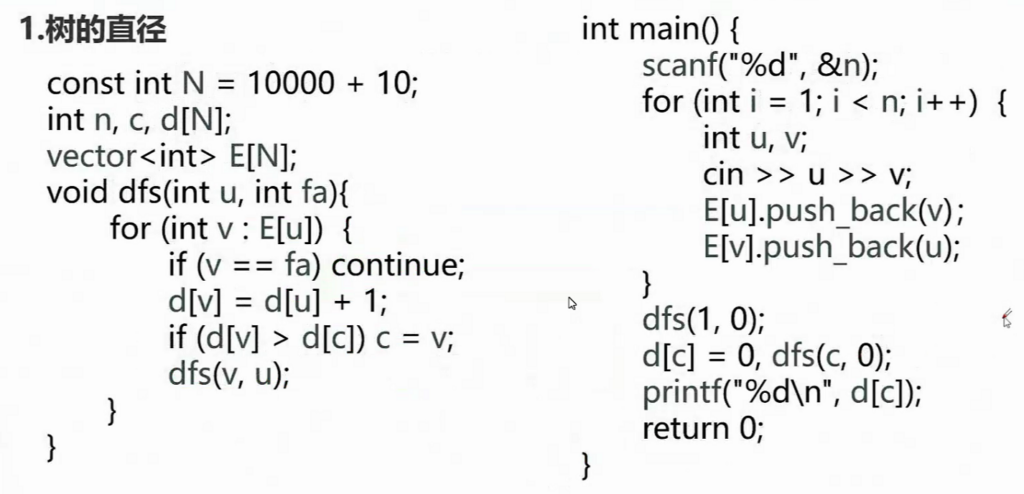 1.树的直径
const int N = 10000 + 10;
int n, c, d[N];
vector<int> E[N];
void dfs(int u, int fa){
for (int v : E[u]) {
if (v == fa) continue;
d[v] = d[u] + 1;
if (d[v] > d[c]) c = v;
dfs(v, u);
}
}
int main() {
scanf("%d", &n);
for (int i = 1; i < n; i++) {
int u, v;
cin >> u >> v;
E[u].push_back(v);
E[v].push_back(u);
}
dfs(1, 0);
d[c] = 0, dfs(c, 0);
printf("%d\n", d[c]);
return 0;
}